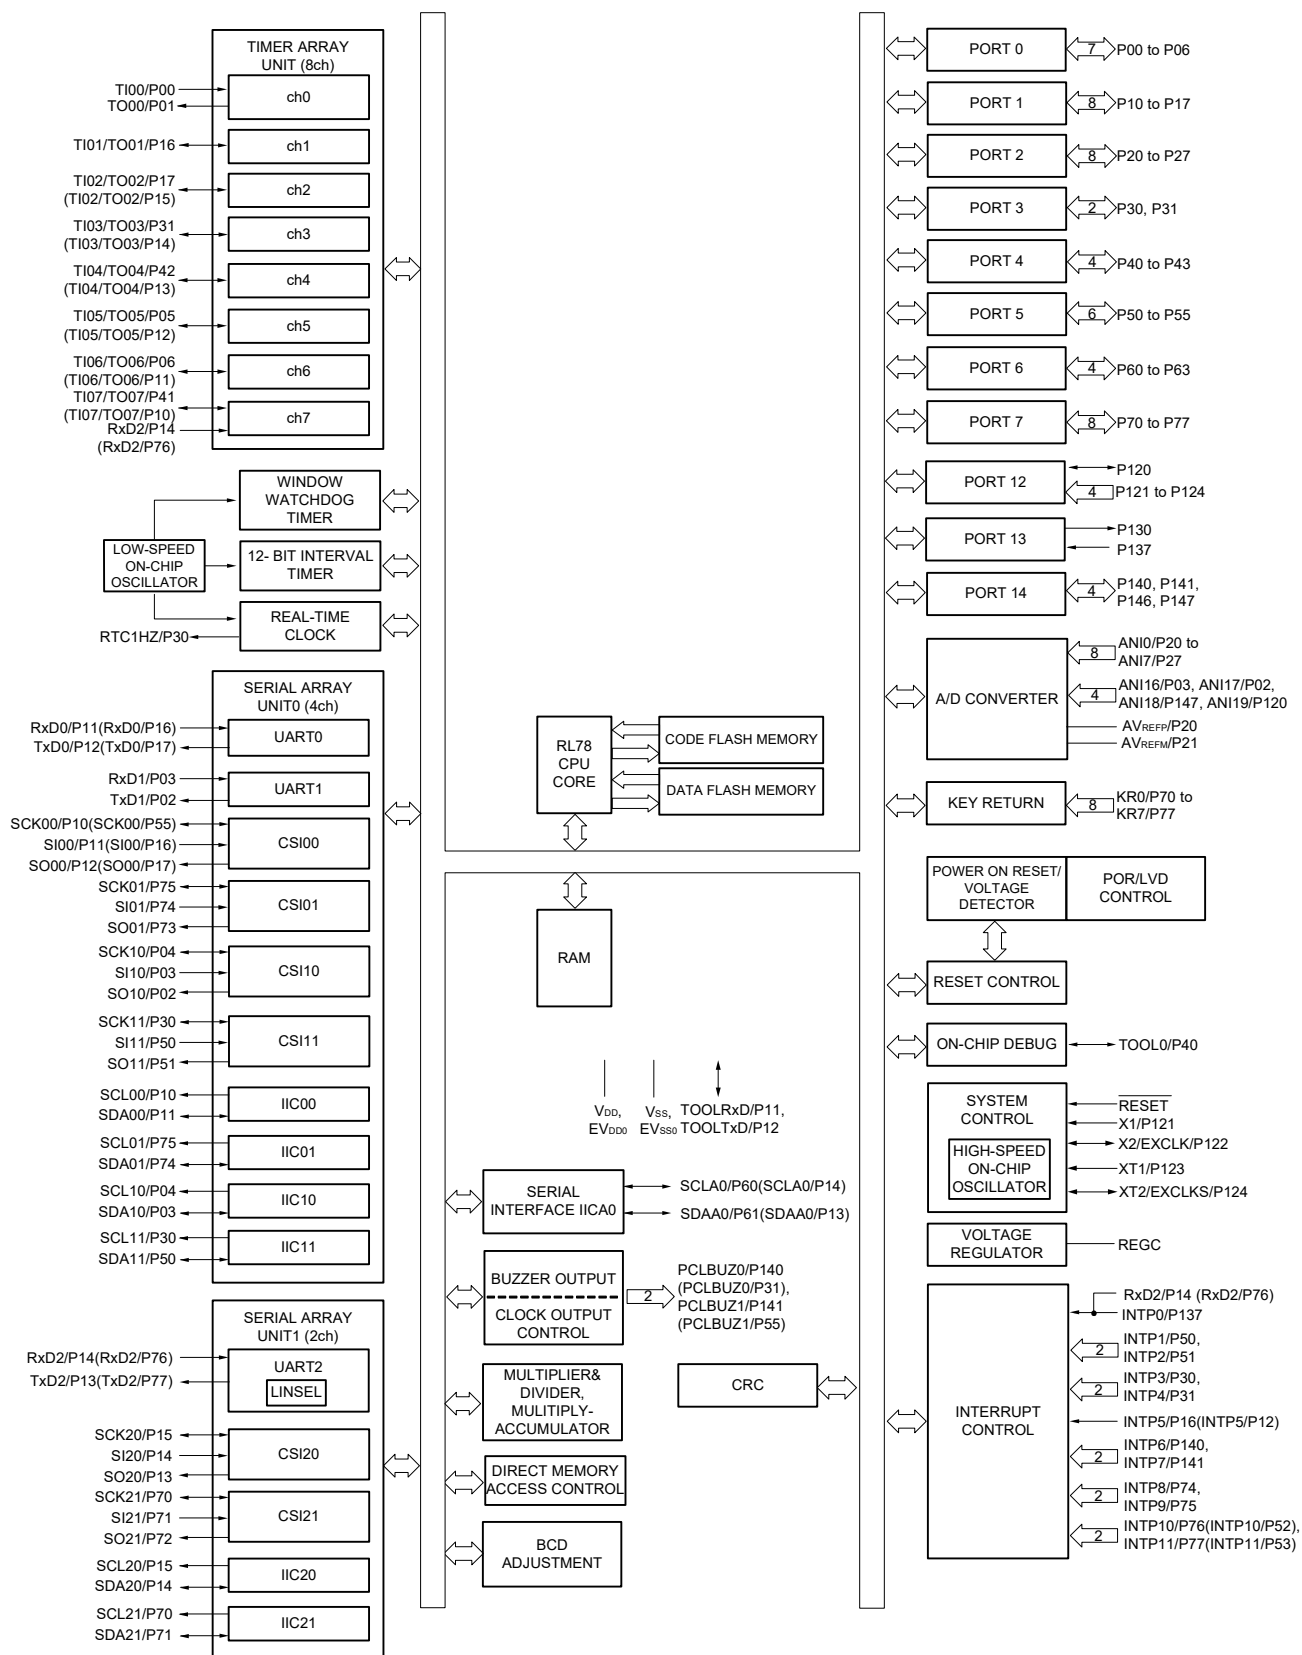 TIMER ARRAY
UNIT (8ch)
TI00/P00
TO00/P01
ch0
TI01/TO01/P16
ch1
TI02/TO02/P17
(TI02/TO02/P15)
ch2
TI03/TO03/P31
(TI03/TO03/P14)
ch3
TI04/TO04/P42
(TI04/TO04/P13)
ch4
TI05/TO05/P05
(TI05/TO05/P12)
ch5
TI06/TO06/P06
(TI06/TO06/P11)
ch6
TI07/TO07/P41
(TI07/TO07/P10)
RxD2/P14
(RxD2/P76)
ch7
WINDOW
WATCHDOG
TIMER
LOW-SPEED
ON-CHIP
OSCILLATOR
12- BIT INTERVAL
TIMER
REAL-TIME
CLOCK
RTC1HZ/P30
SERIAL ARRAY
UNIT0 (4ch)
RxD0/P11(RxD0/P16)
TxD0/P12(TxD0/P17)
UART0
RxD1/P03
TxD1/P02
UART1
SCK00/P10(SCK00/P55)
SI00/P11(SI00/P16)
SO00/P12(SO00/P17)
CSI00
SCK01/P75
SI01/P74
SO01/P73
CSI01
SCK10/P04
SI10/P03
SO10/P02
CSI10
SCK11/P30
SI11/P50
SO11/P51
CSI11
SCL00/P10
SDA00/P11
IIC00
SCL01/P75
SDA01/P74
IIC01
SCL10/P04
SDA10/P03
IIC10
SCL11/P30
SDA11/P50
IIC11
SERIAL ARRAY
UNIT1 (2ch)
RxD2/P14(RxD2/P76)
TxD2/P13(TxD2/P77)
UART2
LINSEL
SCK20/P15
SI20/P14
SO20/P13
CSI20
SCK21/P70
SI21/P71
SO21/P72
CSI21
SCL20/P15
SDA20/P14
IIC20
SCL21/P70
SDA21/P71
IIC21
RL78
CPU
CORE
CODE FLASH MEMORY
DATA FLASH MEMORY
RAM
VDD,
EVDD0
VSS,
EVSS0
TOOLRxD/P11,
TOOLTxD/P12
SERIAL
INTERFACE IICA0
SCLA0/P60(SCLA0/P14)
SDAA0/P61(SDAA0/P13)
BUZZER OUTPUT
CLOCK OUTPUT
CONTROL
2
PCLBUZ0/P140
(PCLBUZ0/P31),
PCLBUZ1/P141
(PCLBUZ1/P55)
MULTIPLIER&
DIVIDER,
MULITIPLY-
ACCUMULATOR
CRC
DIRECT MEMORY
ACCESS CONTROL
BCD
ADJUSTMENT
PORT 0
7
P00 to P06
PORT 1
8
P10 to P17
PORT 2
8
P20 to P27
PORT 3
2
P30, P31
PORT 4
4
P40 to P43
PORT 5
6
P50 to P55
PORT 6
4
P60 to P63
PORT 7
8
P70 to P77
PORT 12
P120
4
P121 to P124
PORT 13
P130
P137
PORT 14
4
P140, P141,
P146, P147
A/D CONVERTER
8
ANI0/P20 to
ANI7/P27
4
ANI16/P03, ANI17/P02,
ANI18/P147, ANI19/P120
AVREFP/P20
AVREFM/P21
KEY RETURN
8
KR0/P70 to
KR7/P77
POWER ON RESET/
VOLTAGE
DETECTOR
POR/LVD
CONTROL
RESET CONTROL
ON-CHIP DEBUG
TOOL0/P40
SYSTEM
CONTROL
HIGH-SPEED
ON-CHIP
OSCILLATOR
RESET
X1/P121
X2/EXCLK/P122
XT1/P123
XT2/EXCLKS/P124
VOLTAGE
REGULATOR
REGC
INTERRUPT
CONTROL
RxD2/P14 (RxD2/P76)
INTP0/P137
2
INTP1/P50,
INTP2/P51
2
INTP3/P30,
INTP4/P31
INTP5/P16(INTP5/P12)
2
INTP6/P140,
INTP7/P141
2
INTP8/P74,
INTP9/P75
2
INTP10/P76(INTP10/P52),
INTP11/P77(INTP11/P53)